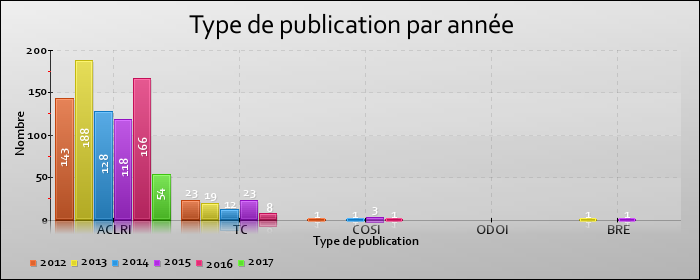 Type de publication par année
Nombre
200
150
100
50
0
143 188 128 118 166 54
23 19 12 23 8
1 1 3 1
1 1
ACLRI TC COSI ODOI BRE
Type de publication
2012 2013 2014 2015 2016 2017